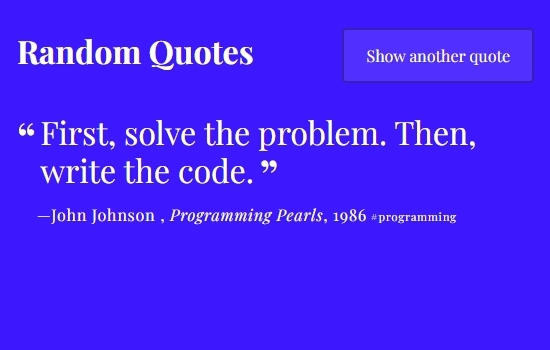 Random Quotes
Show another quote
“ First, solve the problem. Then,
write the code. ”
—John Johnson , Programming Pearls, 1986 #programming